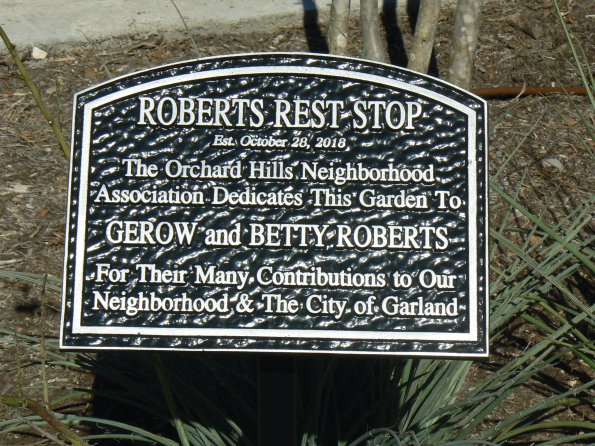 ROBERTS REST STOP
Est. October 28, 2018
The Orchard Hills Neighborhood
Association Dedicates This Garden To
GEROW and BETTY ROBERTS
For Their Many Contributions to Our
Neighborhood & The City of Garland